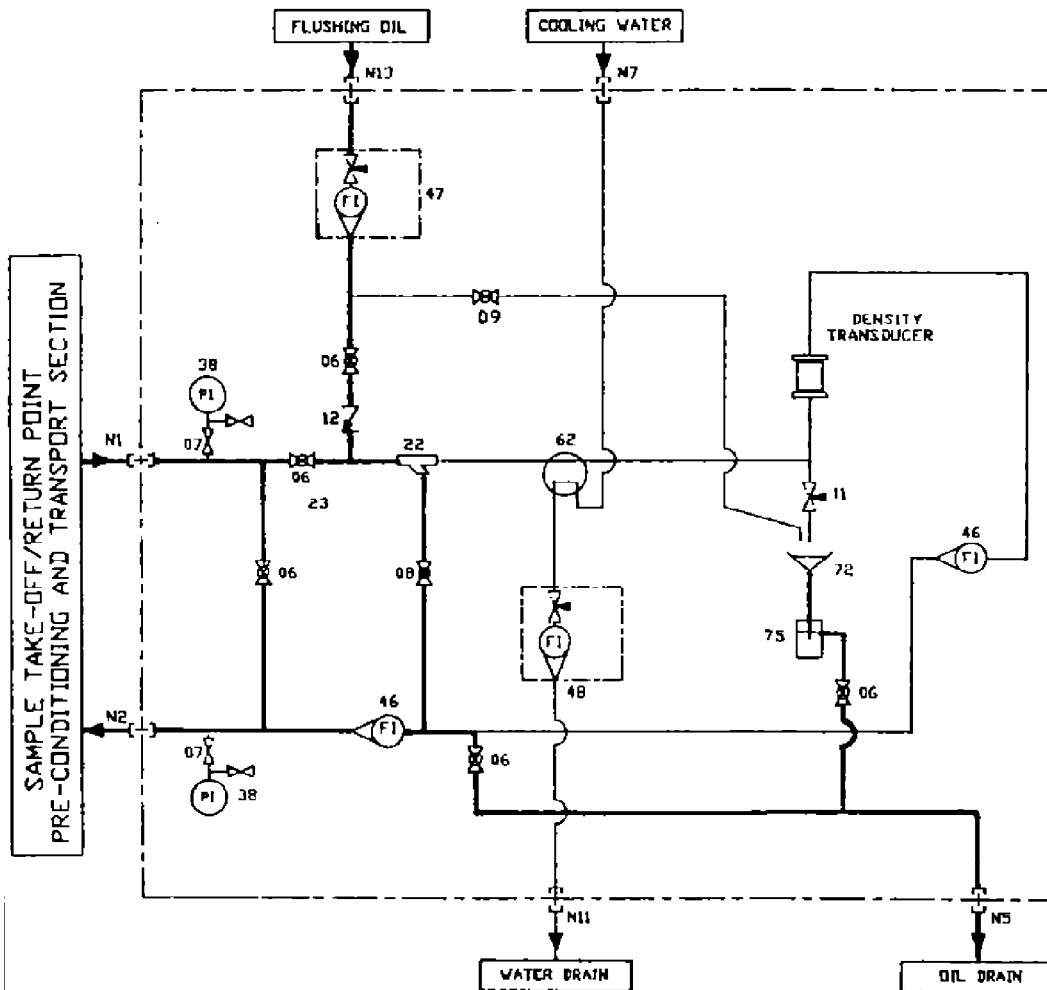 FLUSHING OIL
COOLING WATER
N13
N7
47
FI
09
DENSITY
TRANSDUCER
06
38
PI
12
07
N1
22
62
06
23
11
46
FI
72
06
08
75
FI
48
06
46
FI
N2
07
06
PI
38
N11
N5
WATER DRAIN
OIL DRAIN
SAMPLE TAKE-OFF/RETURN POINT
PRE-CONDITIONING AND TRANSPORT SECTION